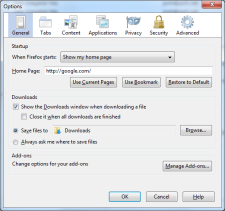 Options
General Tabs Content Applications Privacy Security Advanced
Startup
When Firefox starts: Show my home page
Home Page: http://google.com/
Use Current Pages Use Bookmark Restore to Default
Downloads
Show the Downloads window when downloading a file
Close it when all downloads are finished
Save files to Downloads Browse...
Always ask me where to save files
Add-ons
Change options for your add-ons Manage Add-ons...
OK Cancel Help